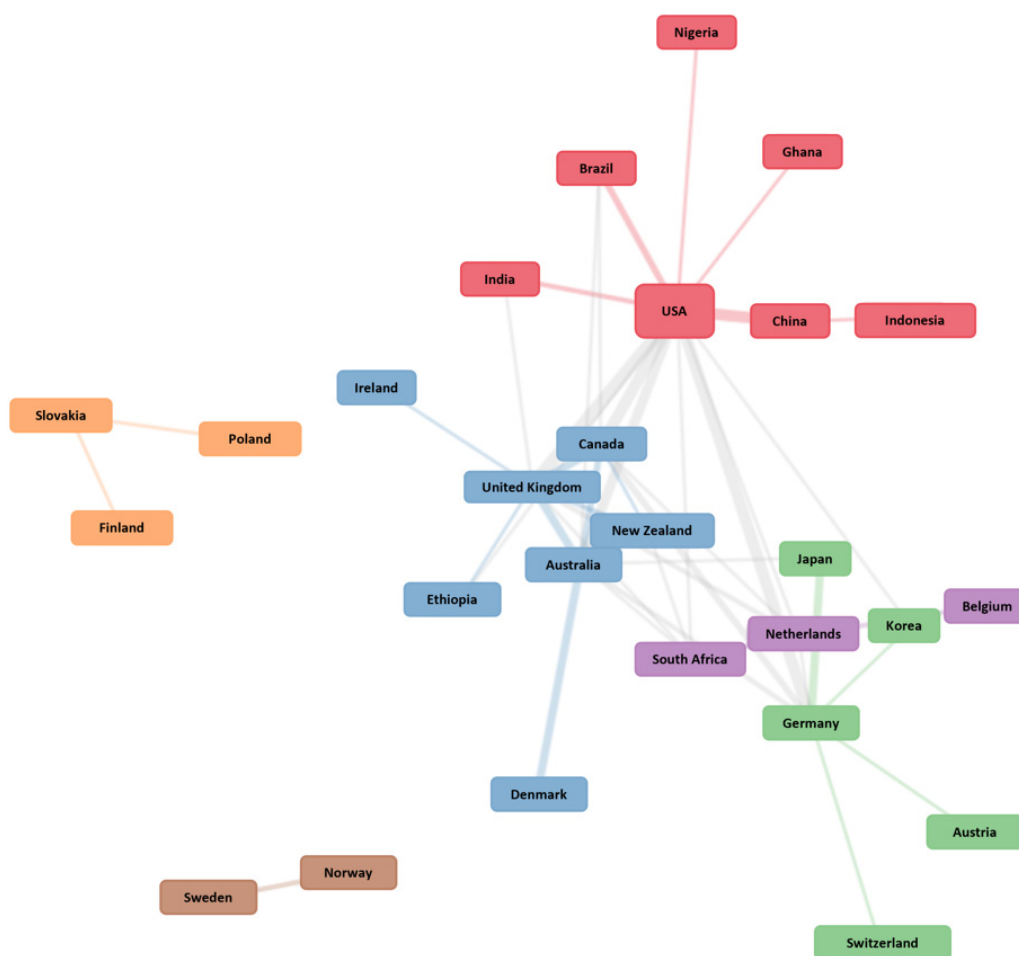 Nigeria
Ghana
Brazil
India
USA
China
Indonesia
Ireland
Slovakia
Poland
Canada
United Kingdom
Finland
New Zealand
Australia
Japan
Ethiopia
Belgium
Korea
Netherlands
South Africa
Germany
Denmark
Austria
Norway
Sweden
Switzerland